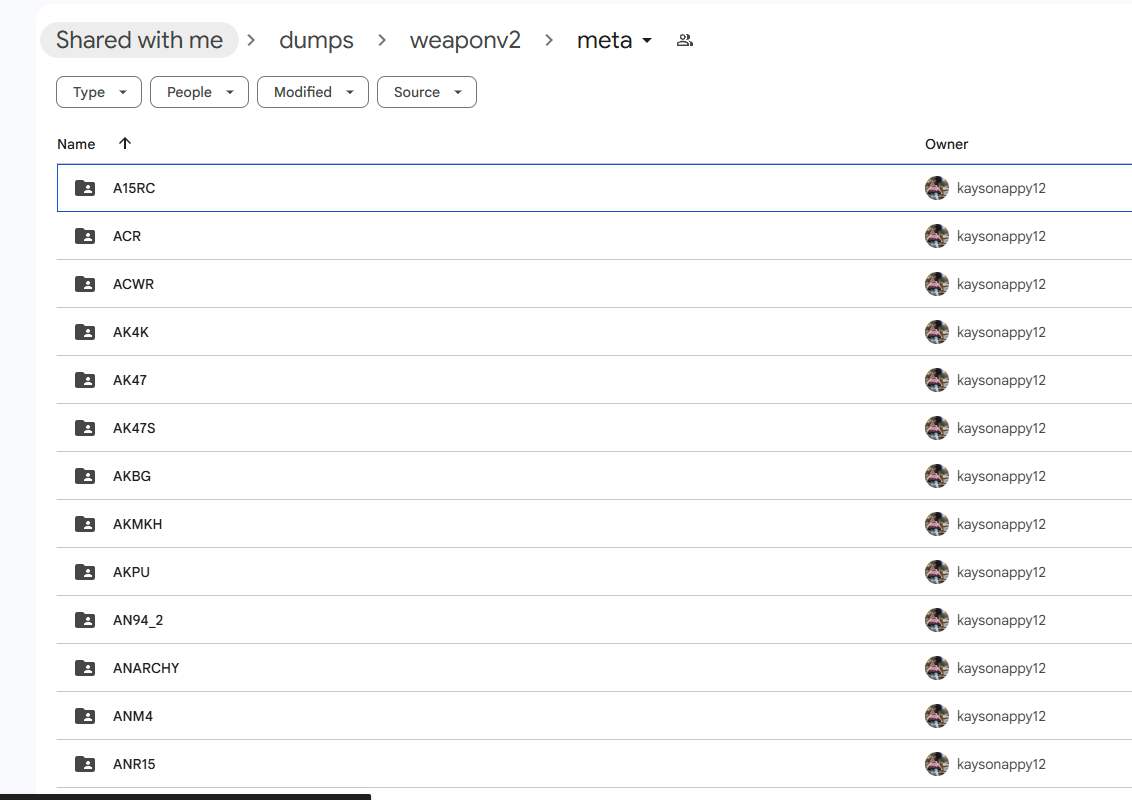 Shared with me > dumps > weaponv2 > meta
Type People Modified Source
Name Owner
A15RC kaysonappy12
ACR kaysonappy12
ACWR kaysonappy12
AK4K kaysonappy12
AK47 kaysonappy12
AK47S kaysonappy12
AKBG kaysonappy12
AKMKH kaysonappy12
AKPU kaysonappy12
AN94_2 kaysonappy12
ANARCHY kaysonappy12
ANM4 kaysonappy12
ANR15 kaysonappy12